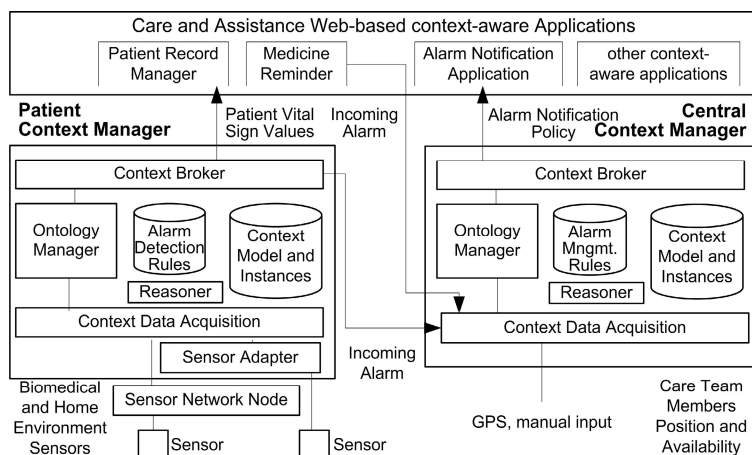 Care and Assistance Web-based context-aware Applications
Patient Record
Manager
Medicine
Reminder
Alarm Notification
Application
other context-
aware applications
Patient
Context Manager
Patient Vital
Sign Values
Incoming
Alarm
Alarm Notification
Policy
Central
Context Manager
Context Broker
Ontology
Manager
Alarm
Detection
Rules
Reasoner
Context
Model and
Instances
Context Data Acquisition
Sensor Adapter
Incoming
Alarm
Context Broker
Ontology
Manager
Alarm
Mngmt.
Rules
Reasoner
Context
Model and
Instances
Context Data Acquisition
Biomedical
and Home
Environment
Sensors
Sensor Network Node
Sensor
Sensor
GPS, manual input
Care Team
Members
Position and
Availability